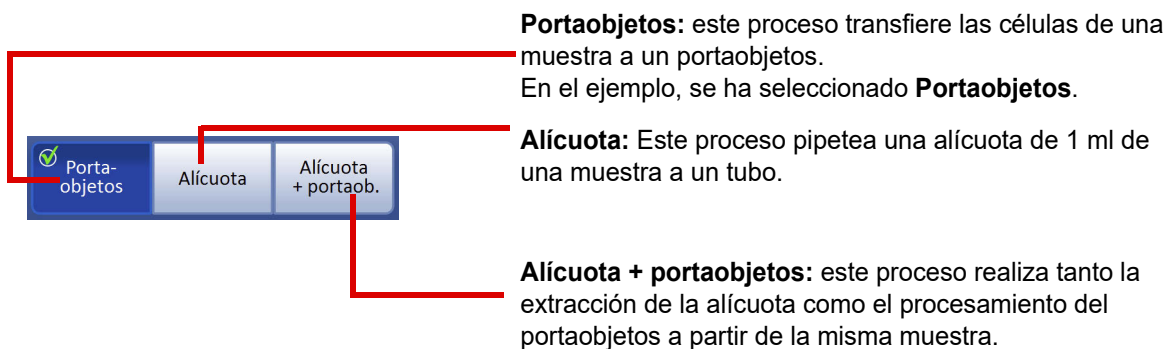 Portaobjetos: este proceso transfiere las células de una
muestra a un portaobjetos.
En el ejemplo, se ha seleccionado Portaobjetos.
Porta-
objetos
Alícuota
Alícuota
+ portaob.
Alícuota: Este proceso pipetea una alícuota de 1 ml de
una muestra a un tubo.
Alícuota + portaobjetos: este proceso realiza tanto la
extracción de la alícuota como el procesamiento del
portaobjetos a partir de la misma muestra.